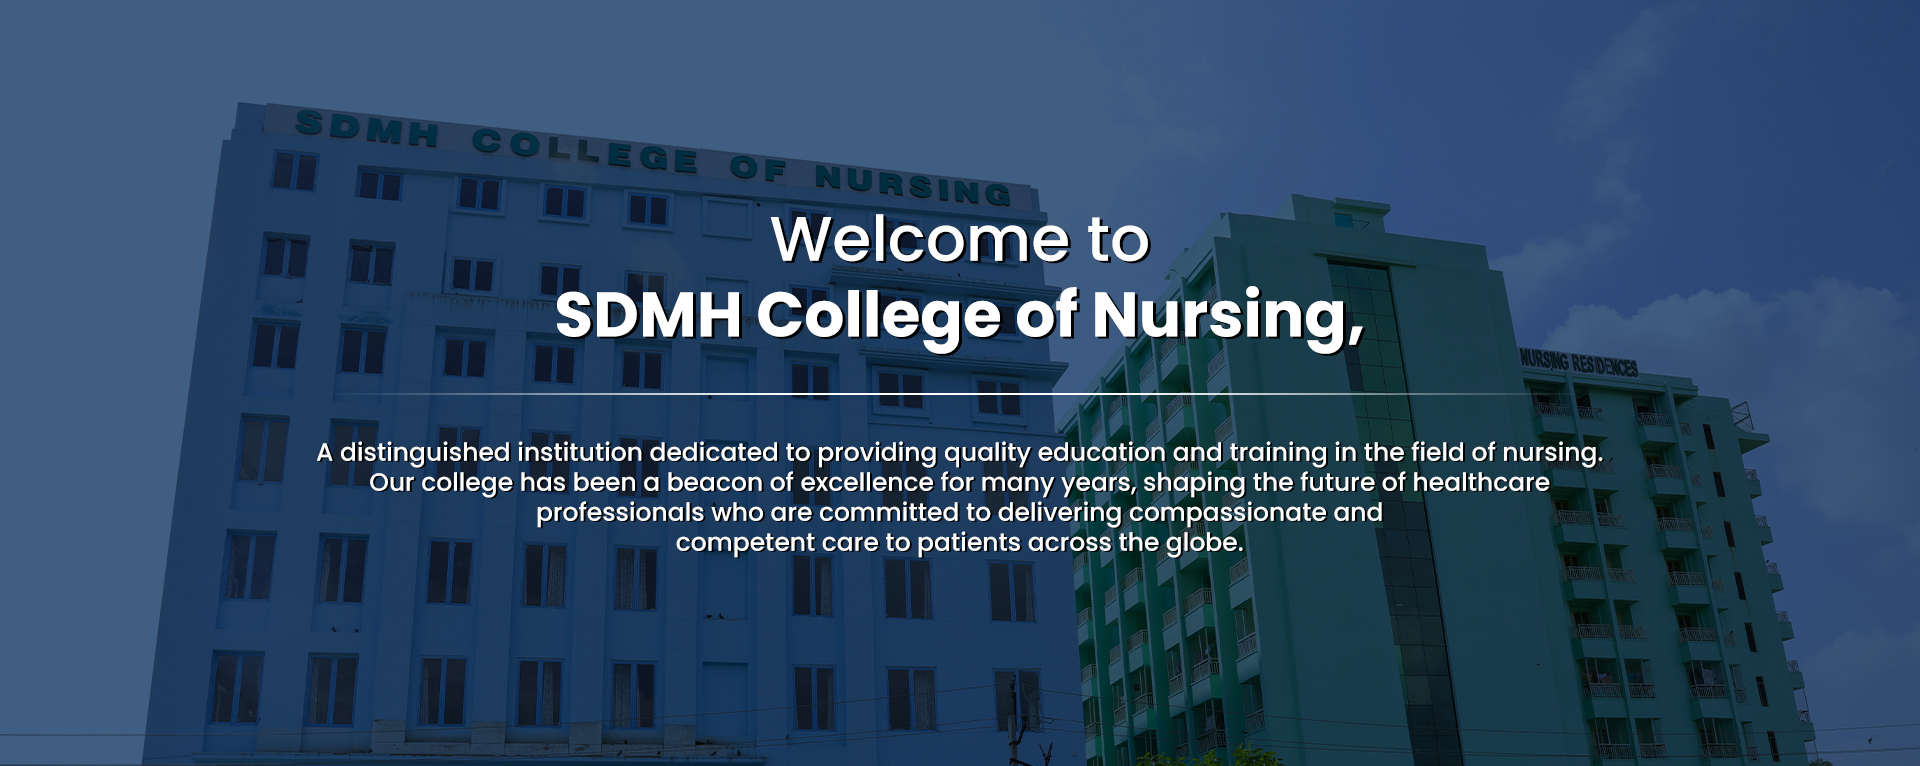 SDMH COLLEGE OF NURSING
Welcome to
SDMH College of Nursing,
NURSING RESIDENCES
A distinguished institution dedicated to providing quality education and training in the field of nursing.
Our college has been a beacon of excellence for many years, shaping the future of healthcare
professionals who are committed to delivering compassionate and
competent care to patients across the globe.